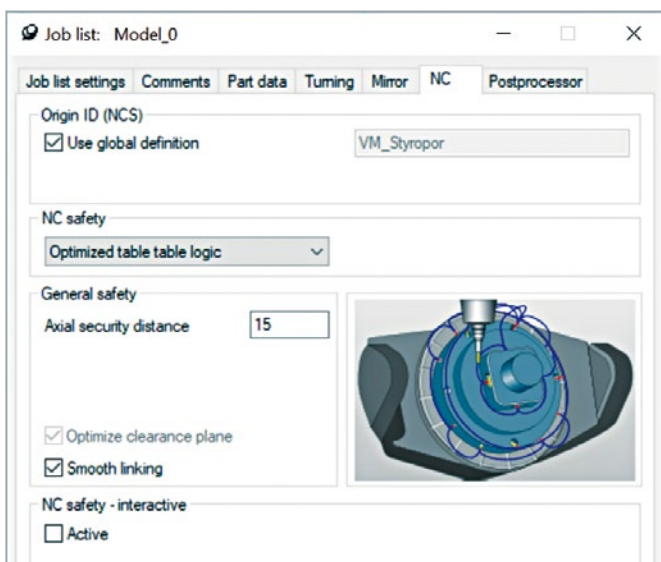 Job list: Model_0
Job list settings Comments Part data Turning Mirror NC Postprocessor
Origin ID (NCS)
Use global definition VM_Styropor
NC safety
Optimized table table logic
General safety
Axial security distance 15
Optimize clearance plane
Smooth linking
NC safety - interactive
Active